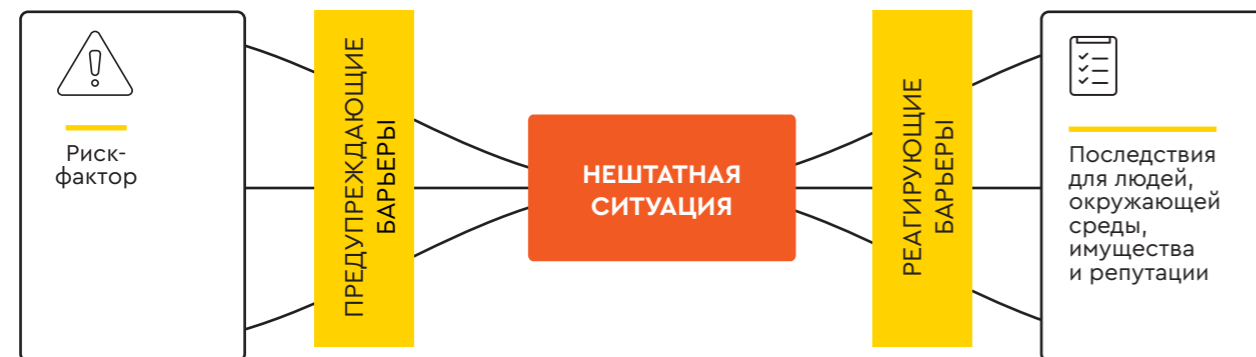 Риск-
фактор
ПРЕДУПРЕЖДАЮЩИЕ
БАРЬЕРЫ
НЕШТАТНАЯ
СИТУАЦИЯ
РЕАГИРУЮЩИЕ
БАРЬЕРЫ
Последствия
для людей,
окружающей
среды,
имущества
и репутации